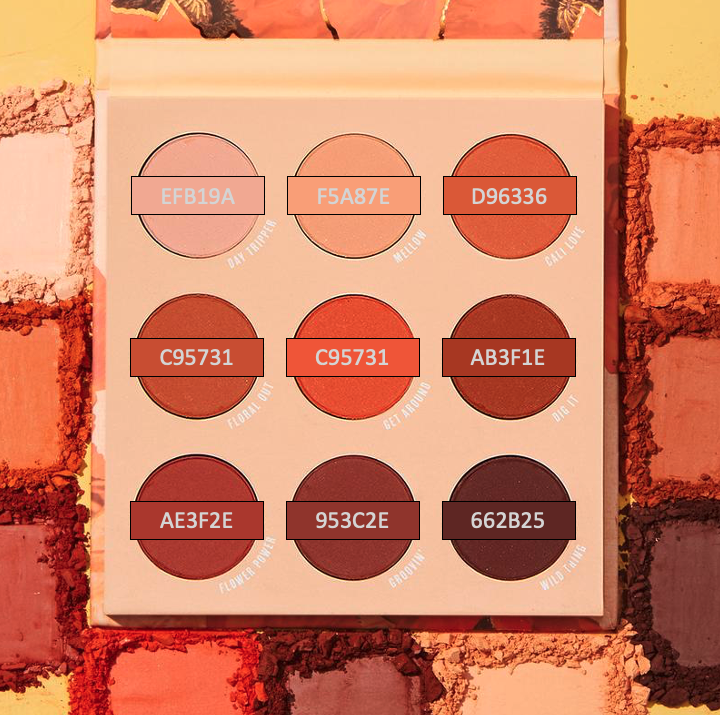 EFB19A
DAY TRIPPER
F5A87E
MELLOW
D96336
CALI LOVE
C95731
FLORAL OUT
C95731
GET AROUND
AB3F1E
DIG IT
AE3F2E
FLOWER POWER
953C2E
GROOVIN'
662B25
WILD THING